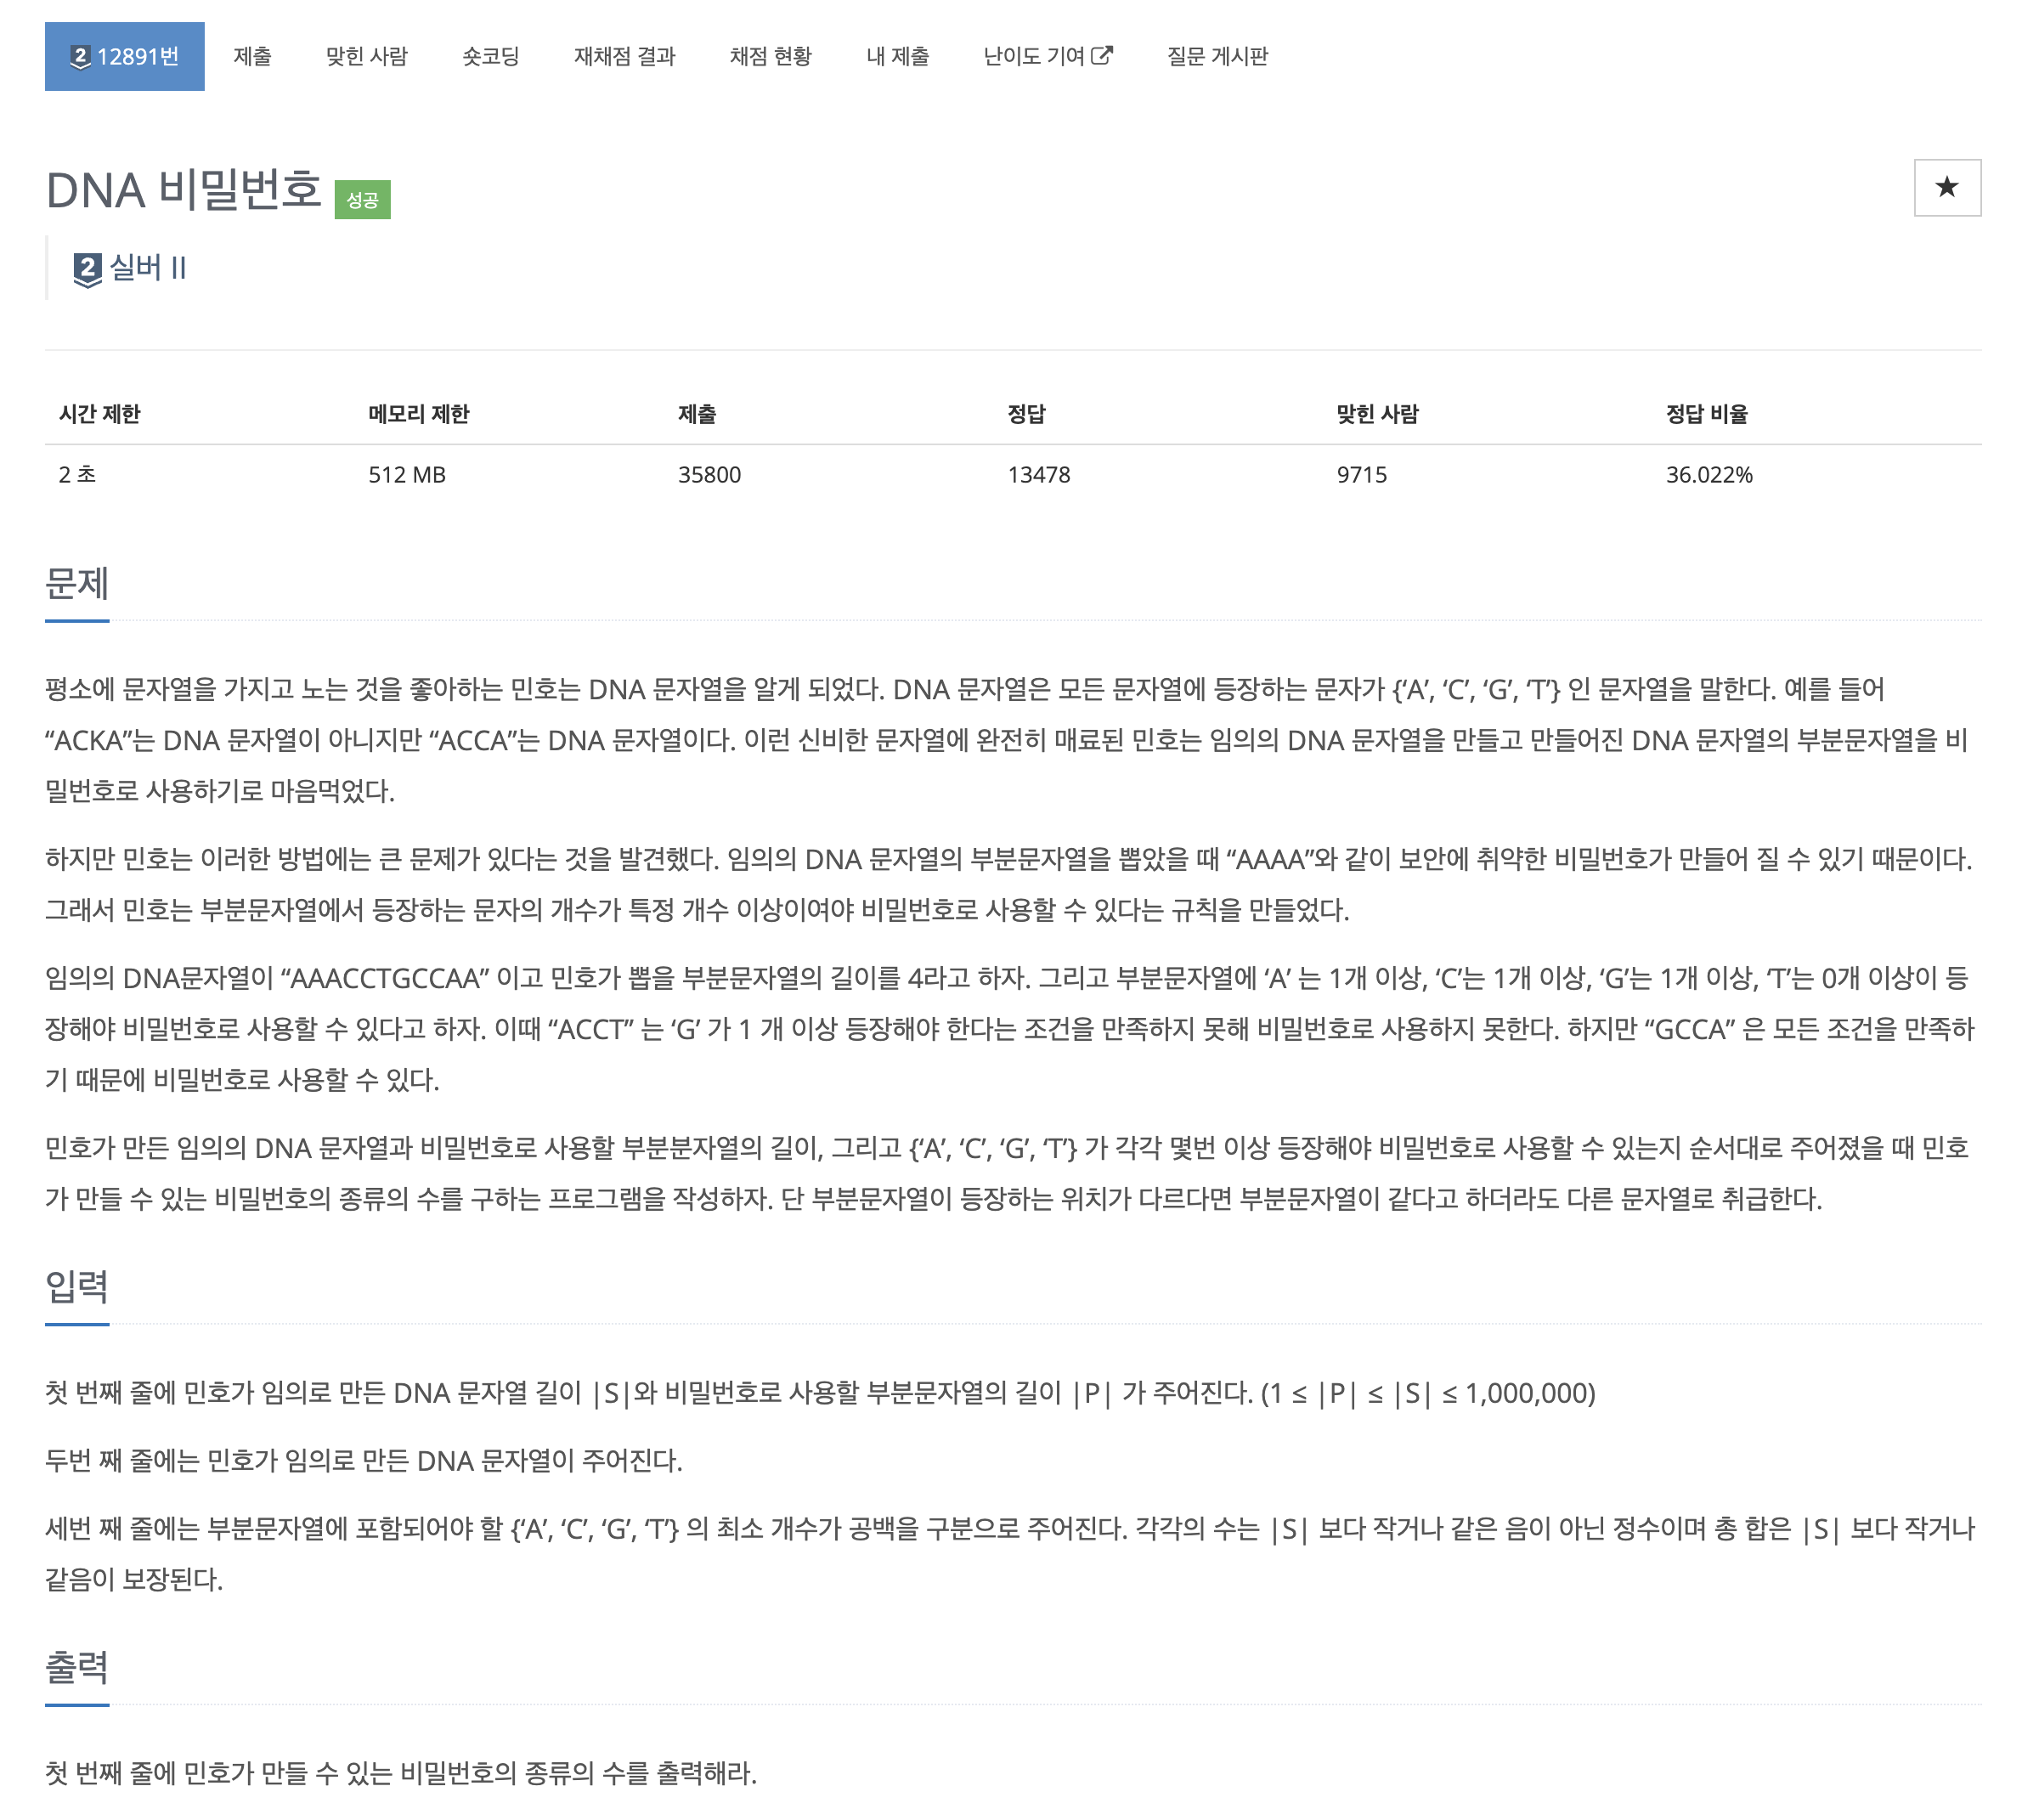 2 12891번 제출 맞힌 사람 숏코딩 재채점 결과 채점 현황 내 제출 난이도 기여 질문 게시판
DNA 비밀번호 성공
2 실버 II
시간 제한 메모리 제한 제출 정답 맞힌 사람 정답 비율
2 초 512 MB 35800 13478 9715 36.022%
문제
평소에 문자열을 가지고 노는 것을 좋아하는 민호는 DNA 문자열을 알게 되었다. DNA 문자열은 모든 문자열에 등장하는 문자가 {‘A’, ‘C’, ‘G’, ‘T’} 인 문자열을 말한다. 예를 들어
“ACKA”는 DNA 문자열이 아니지만 “ACCA”는 DNA 문자열이다. 이런 신비한 문자열에 완전히 매료된 민호는 임의의 DNA 문자열을 만들고 만들어진 DNA 문자열의 부분문자열을 비
밀번호로 사용하기로 마음먹었다.
하지만 민호는 이러한 방법에는 큰 문제가 있다는 것을 발견했다. 임의의 DNA 문자열의 부분문자열을 뽑았을 때 “AAAA”와 같이 보안에 취약한 비밀번호가 만들어 질 수 있기 때문이다.
그래서 민호는 부분문자열에서 등장하는 문자의 개수가 특정 개수 이상이여야 비밀번호로 사용할 수 있다는 규칙을 만들었다.
임의의 DNA문자열이 “AAACCTGCCAA” 이고 민호가 뽑을 부분문자열의 길이를 4라고 하자. 그리고 부분문자열에 ‘A’ 는 1개 이상, ‘C’는 1개 이상, ‘G’는 1개 이상, ‘T’는 0개 이상이 등
장해야 비밀번호로 사용할 수 있다고 하자. 이때 “ACCT” 는 ‘G’ 가 1 개 이상 등장해야 한다는 조건을 만족하지 못해 비밀번호로 사용하지 못한다. 하지만 “GCCA” 은 모든 조건을 만족하
기 때문에 비밀번호로 사용할 수 있다.
민호가 만든 임의의 DNA 문자열과 비밀번호로 사용할 부분분자열의 길이, 그리고 {‘A’, ‘C’, ‘G’, ‘T’} 가 각각 몇번 이상 등장해야 비밀번호로 사용할 수 있는지 순서대로 주어졌을 때 민호
가 만들 수 있는 비밀번호의 종류의 수를 구하는 프로그램을 작성하자. 단 부분문자열이 등장하는 위치가 다르다면 부분문자열이 같다고 하더라도 다른 문자열로 취급한다.
입력
첫 번째 줄에 민호가 임의로 만든 DNA 문자열 길이 |S|와 비밀번호로 사용할 부분문자열의 길이 |P| 가 주어진다. (1 ≤ |P| ≤ |S| ≤ 1,000,000)
두번 째 줄에는 민호가 임의로 만든 DNA 문자열이 주어진다.
세번 째 줄에는 부분문자열에 포함되어야 할 {‘A’, ‘C’, ‘G’, ‘T’} 의 최소 개수가 공백을 구분으로 주어진다. 각각의 수는 |S| 보다 작거나 같은 음이 아닌 정수이며 총 합은 |S| 보다 작거나
같음이 보장된다.
출력
첫 번째 줄에 민호가 만들 수 있는 비밀번호의 종류의 수를 출력해라.